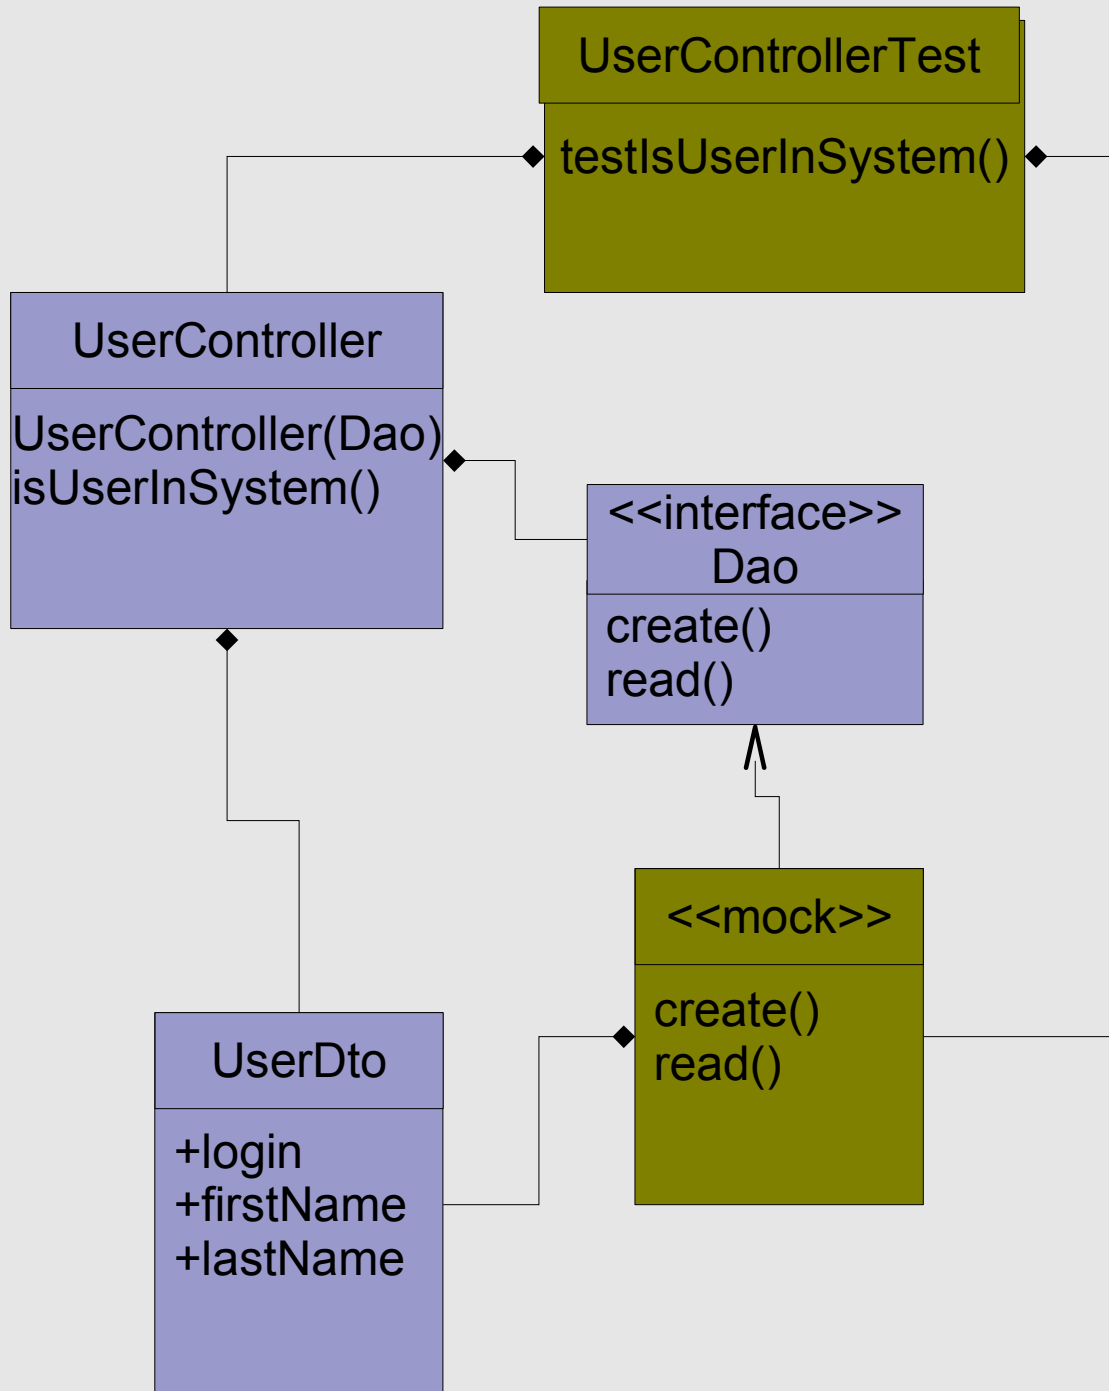 UserControllerTest
testIsUserInSystem()
UserController
UserController(Dao)
isUserInSystem()
<<interface>>
Dao
create()
read()
<<mock>>
create()
read()
UserDto
+login
+firstName
+lastName